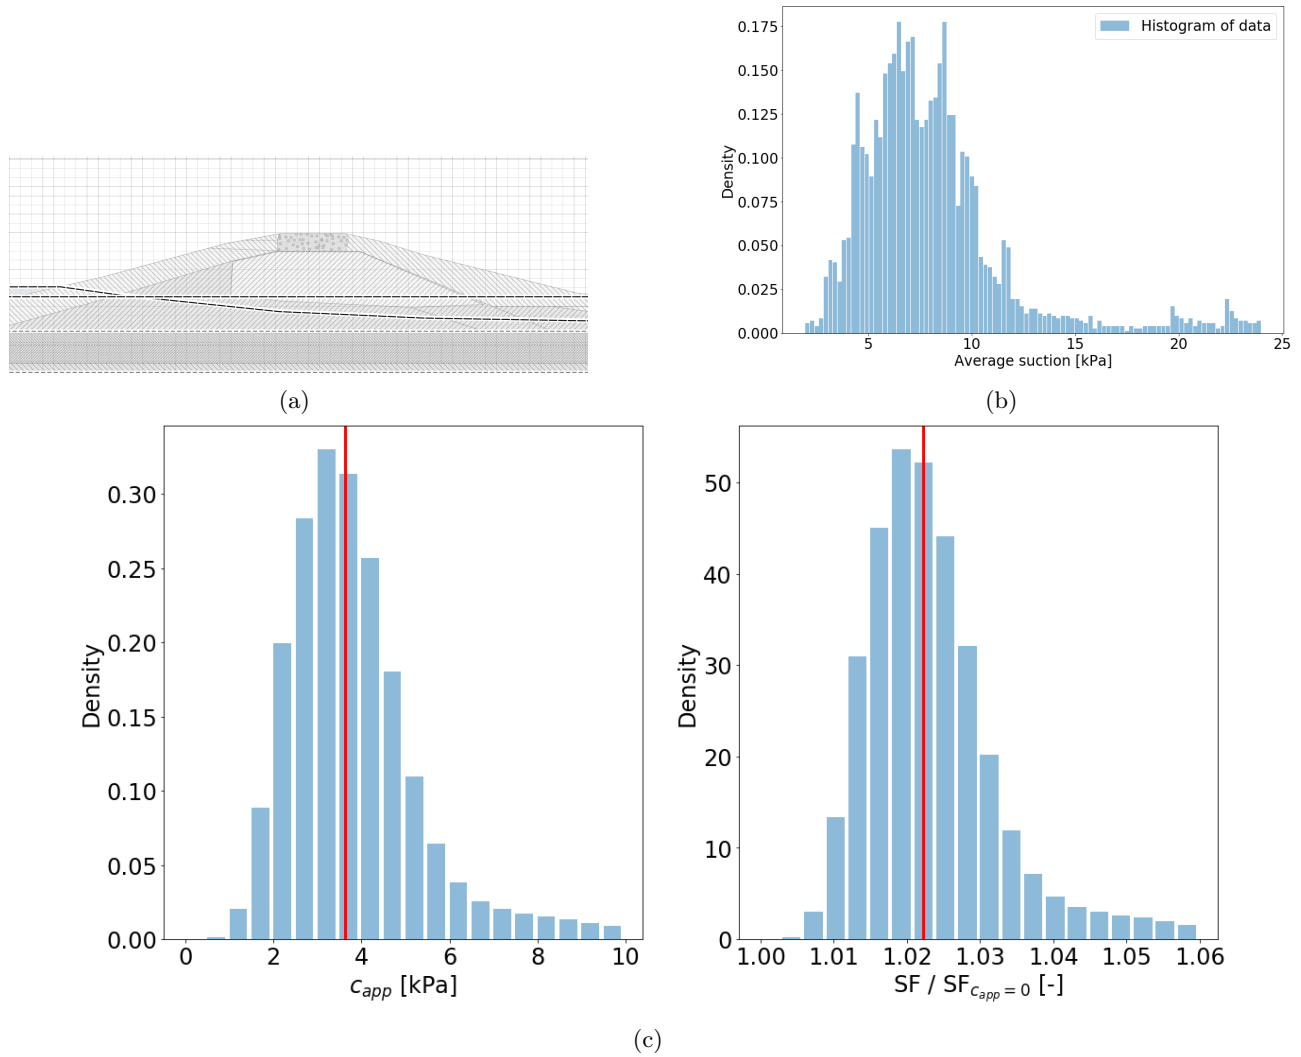 Histogram of data
0.175
0.150
0.125
0.100
0.075
0.050
0.025
0.000
Density
5 10 15 20 25
Average suction [kPa]
(a)
(b)
0.30
0.25
0.20
0.15
0.10
0.05
0.00
Density
0 2 4 6 8 10
c_app [kPa]
50
40
30
20
10
0
Density
1.00 1.01 1.02 1.03 1.04 1.05 1.06
SF / SF_{c_app = 0} [-]
(c)